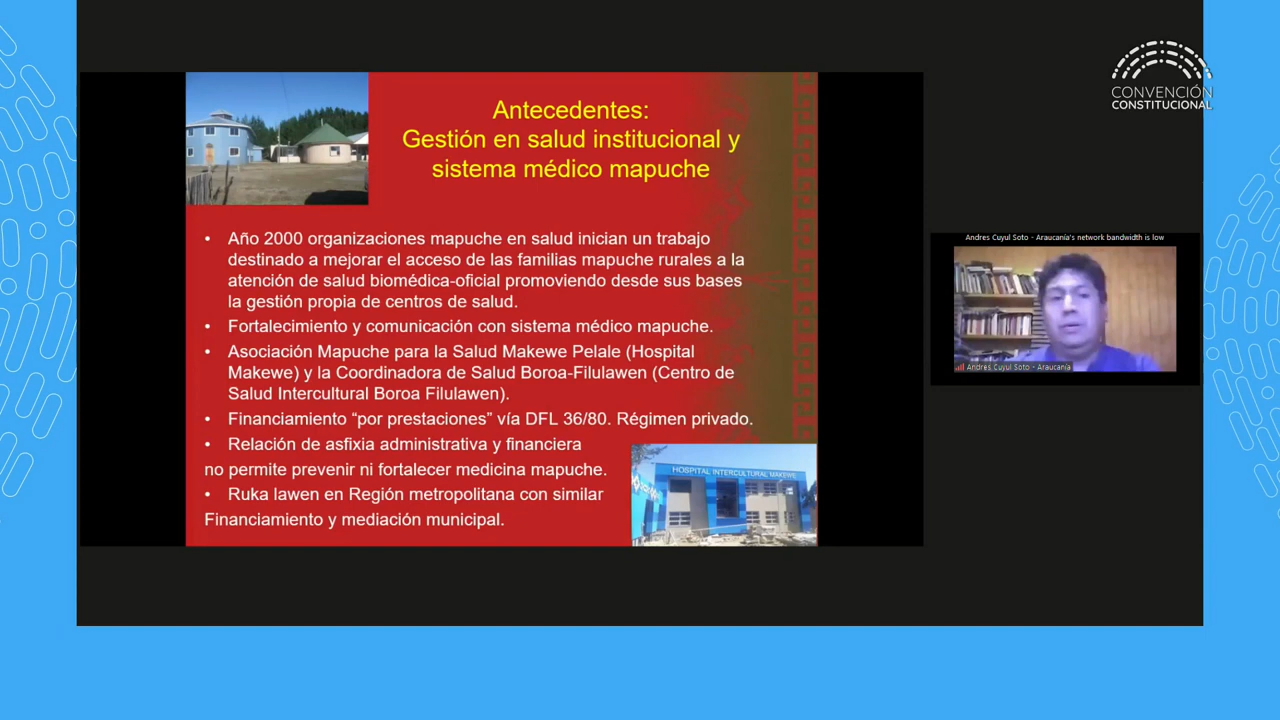 CONVENCIÓN
CONSTITUCIONAL
Antecedentes:
Gestión en salud institucional y
sistema médico mapuche
• Año 2000 organizaciones mapuche en salud inician un trabajo
destinado a mejorar el acceso de las familias mapuche rurales a la
atención de salud biomédica-oficial promoviendo desde sus bases
la gestión propia de centros de salud.
• Fortalecimiento y comunicación con sistema médico mapuche.
• Asociación Mapuche para la Salud Makewe Pelale (Hospital
Makewe) y la Coordinadora de Salud Boroa-Filulawen (Centro de
Salud Intercultural Boroa Filulawen).
• Financiamiento “por prestaciones” vía DFL 36/80. Régimen privado.
• Relación de asfixia administrativa y financiera
no permite prevenir ni fortalecer medicina mapuche.
• Ruka lawen en Región metropolitana con similar
Financiamiento y mediación municipal.
HOSPITAL INTERCULTURAL MAKEWE
Andres Cuyul Soto - Araucanía's network bandwidth is low
Andres Cuyul Soto - Araucanía